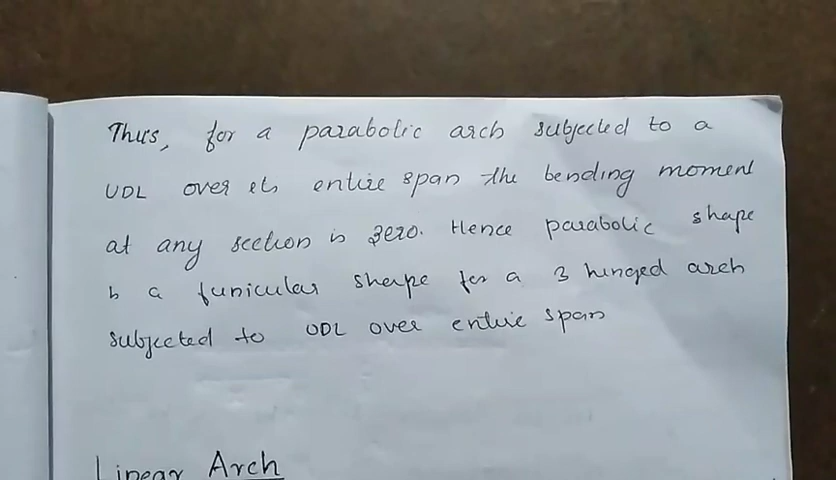 Thus, for a parabolic arch subjected to a
UDL over its entire span the bending moment
at any section is zero. Hence parabolic shape
is a funicular shape for a 3 hinged arch
subjected to UDL over entire span
Linear Arch